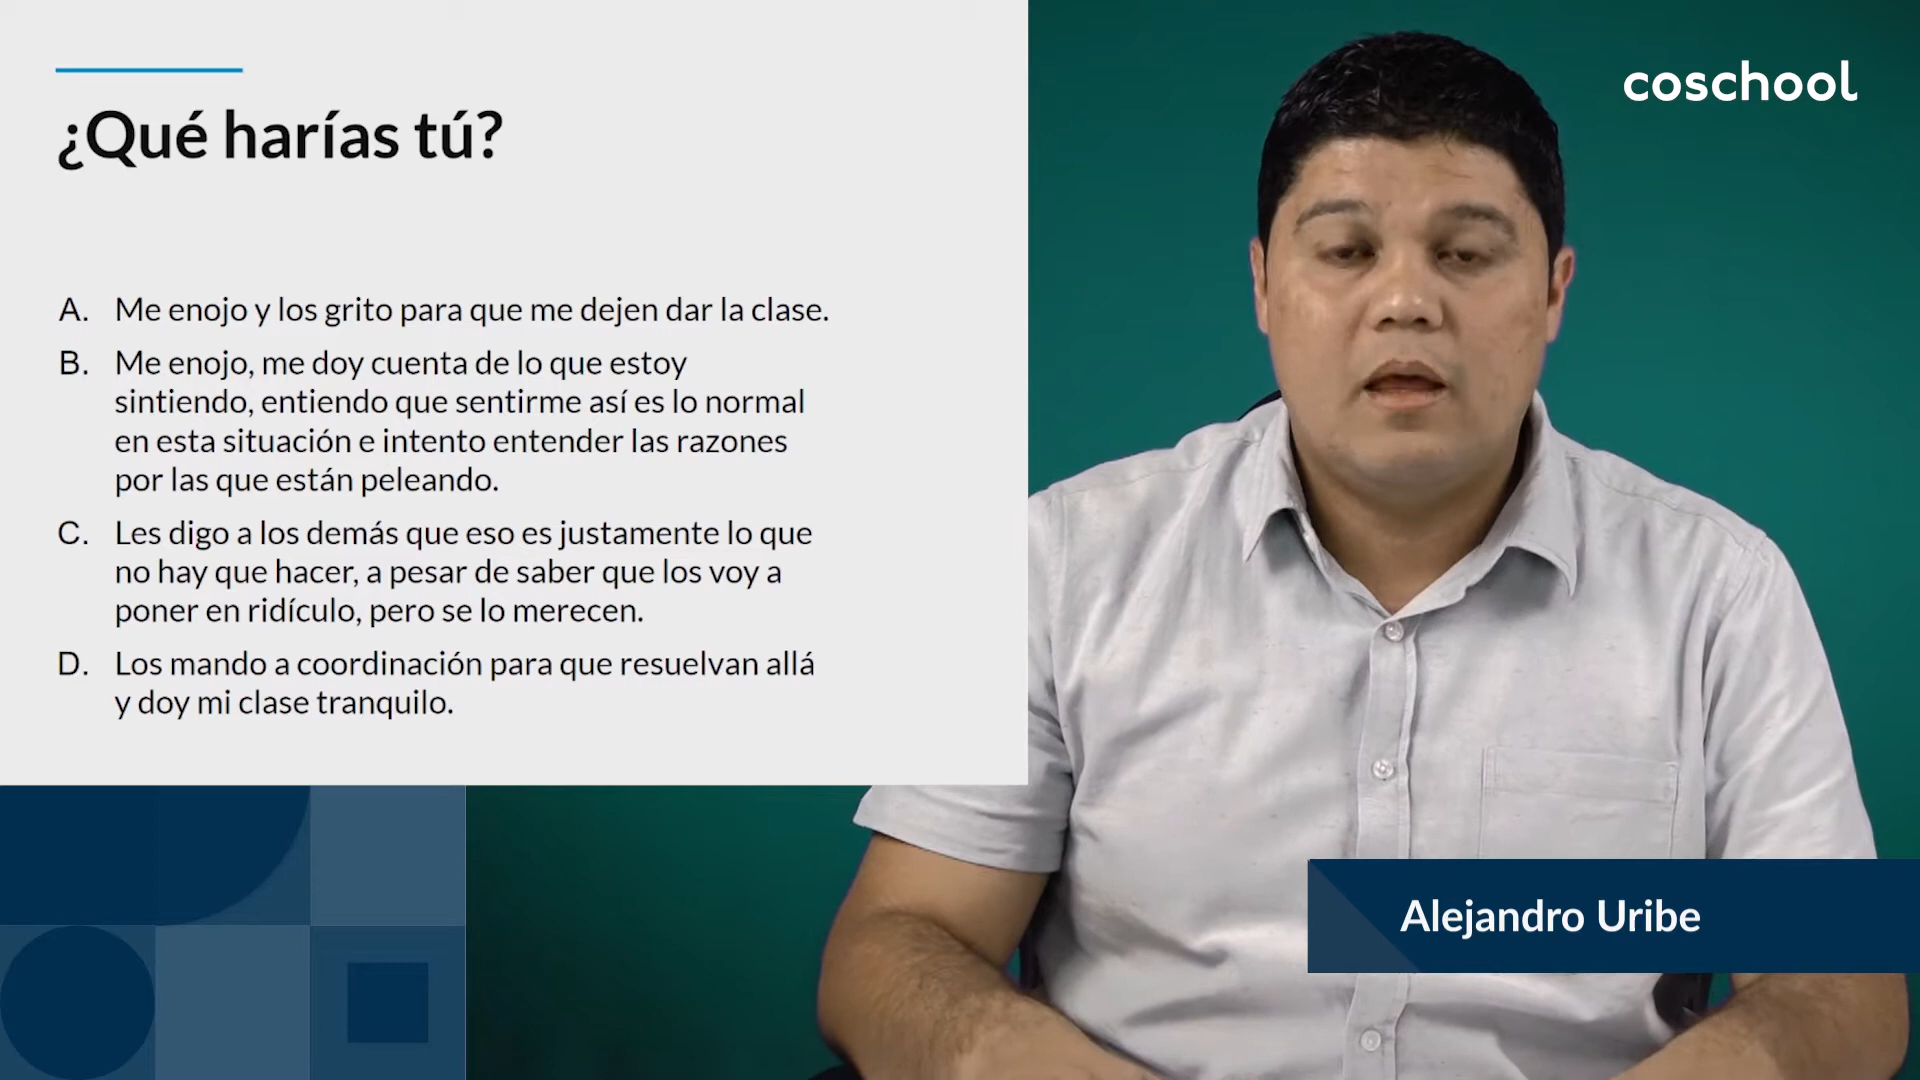 ¿Qué harías tú?
A. Me enojo y los grito para que me dejen dar la clase.
B. Me enojo, me doy cuenta de lo que estoy
sintiendo, entiendo que sentirme así es lo normal
en esta situación e intento entender las razones
por las que están peleando.
C. Les digo a los demás que eso es justamente lo que
no hay que hacer, a pesar de saber que los voy a
poner en ridículo, pero se lo merecen.
D. Los mando a coordinación para que resuelvan allá
y doy mi clase tranquilo.
coschool
Alejandro Uribe